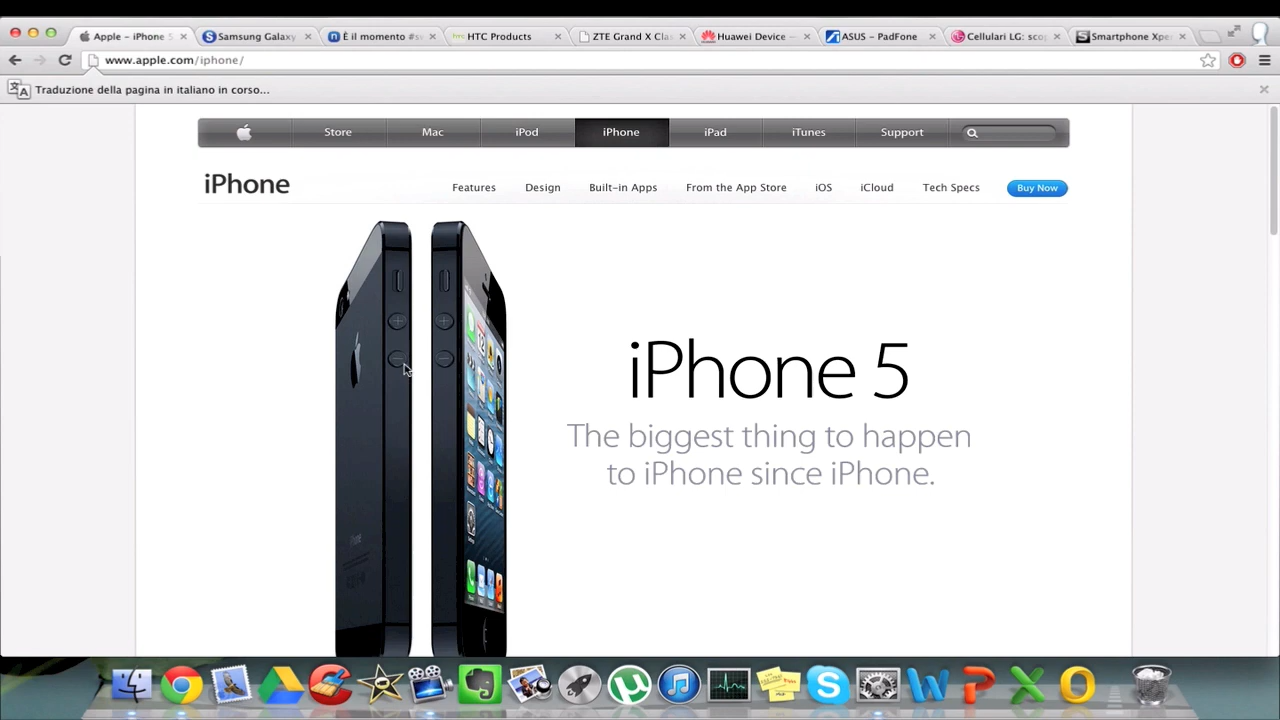 Apple – iPhone 5
Samsung Galaxy
È il momento #s
HTC Products
ZTE Grand X Cla
Huawei Device –
ASUS – PadFone
Cellulari LG: sco
Smartphone Xpe
www.apple.com/iphone/
Traduzione della pagina in italiano in corso...
Store
Mac
iPod
iPhone
iPad
iTunes
Support
iPhone
Features
Design
Built-in Apps
From the App Store
iOS
iCloud
Tech Specs
Buy Now
iPhone 5
The biggest thing to happen
to iPhone since iPhone.